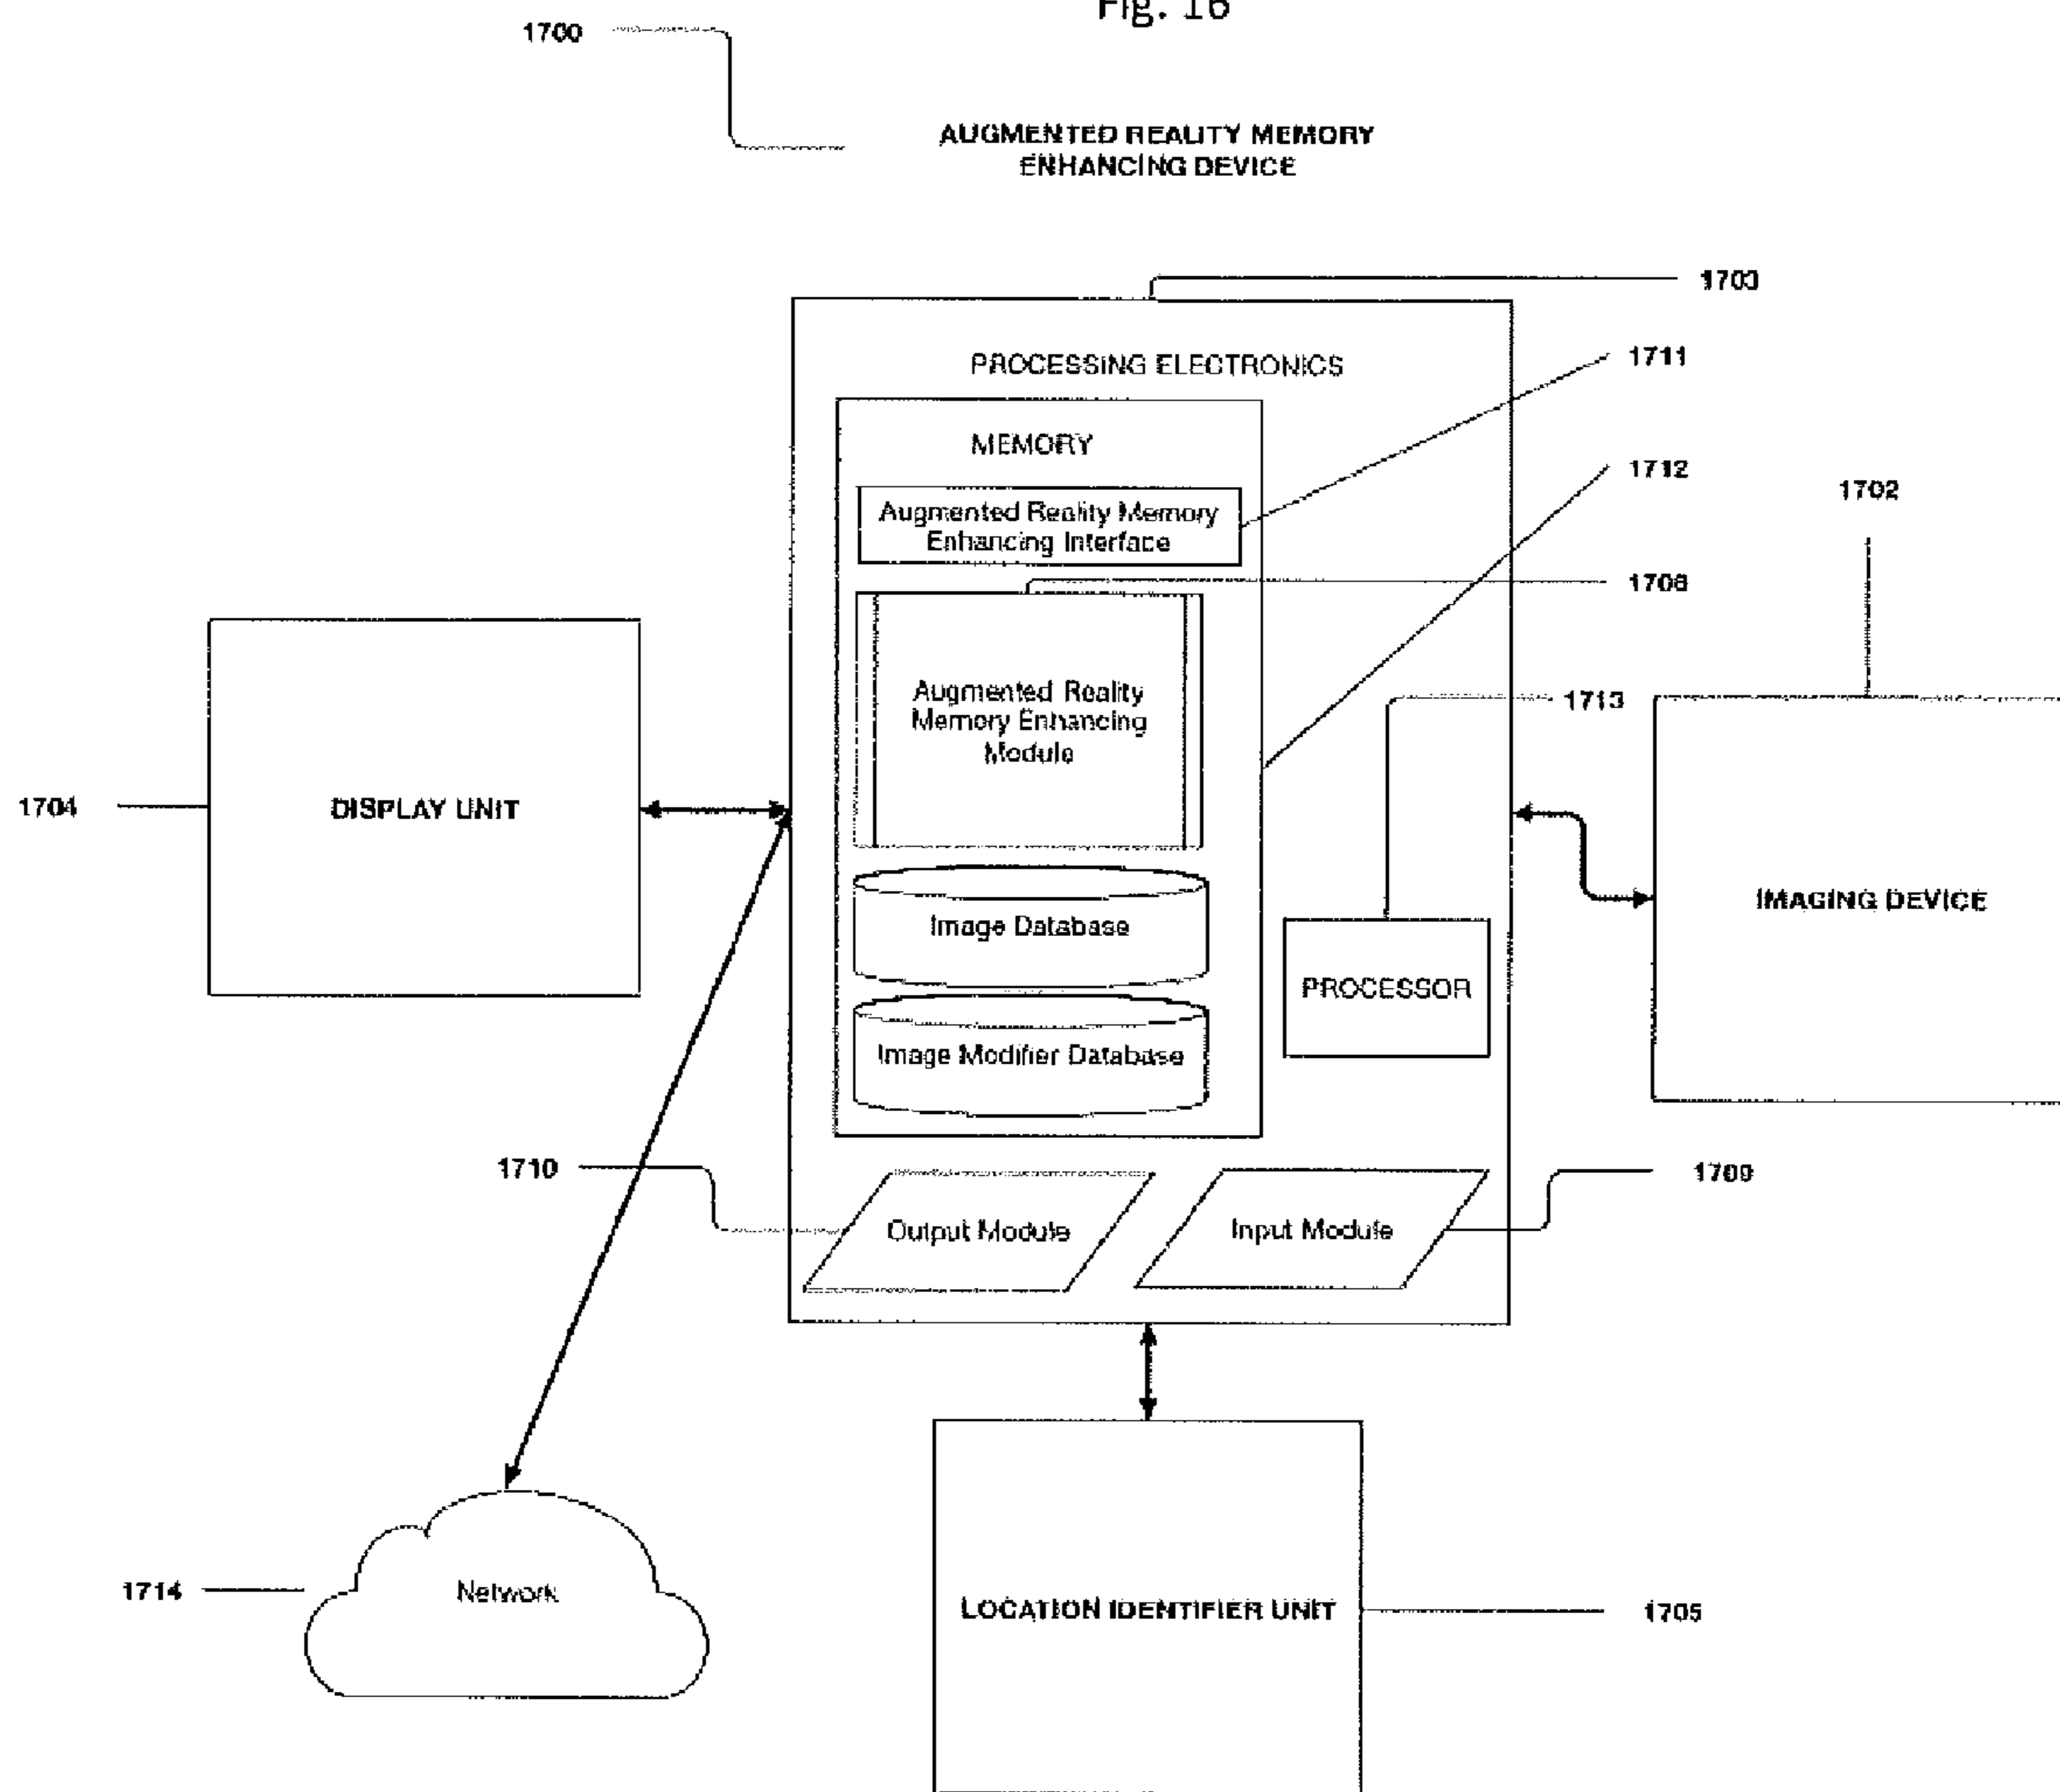 Fig. 16
1700
AUGMENTED REALITY MEMORY
ENHANCING DEVICE
1703
PROCESSING ELECTRONICS
1711
MEMORY
1712
1702
Augmented Reality Memory
Enhancing Interface
1708
Augmented Reality
Memory Enhancing
Module
1713
1704
DISPLAY UNIT
IMAGING DEVICE
Image Database
PROCESSOR
Image Modifier Database
1710
1709
Output Module
Input Module
Network
1714
LOCATION IDENTIFIER UNIT
1705